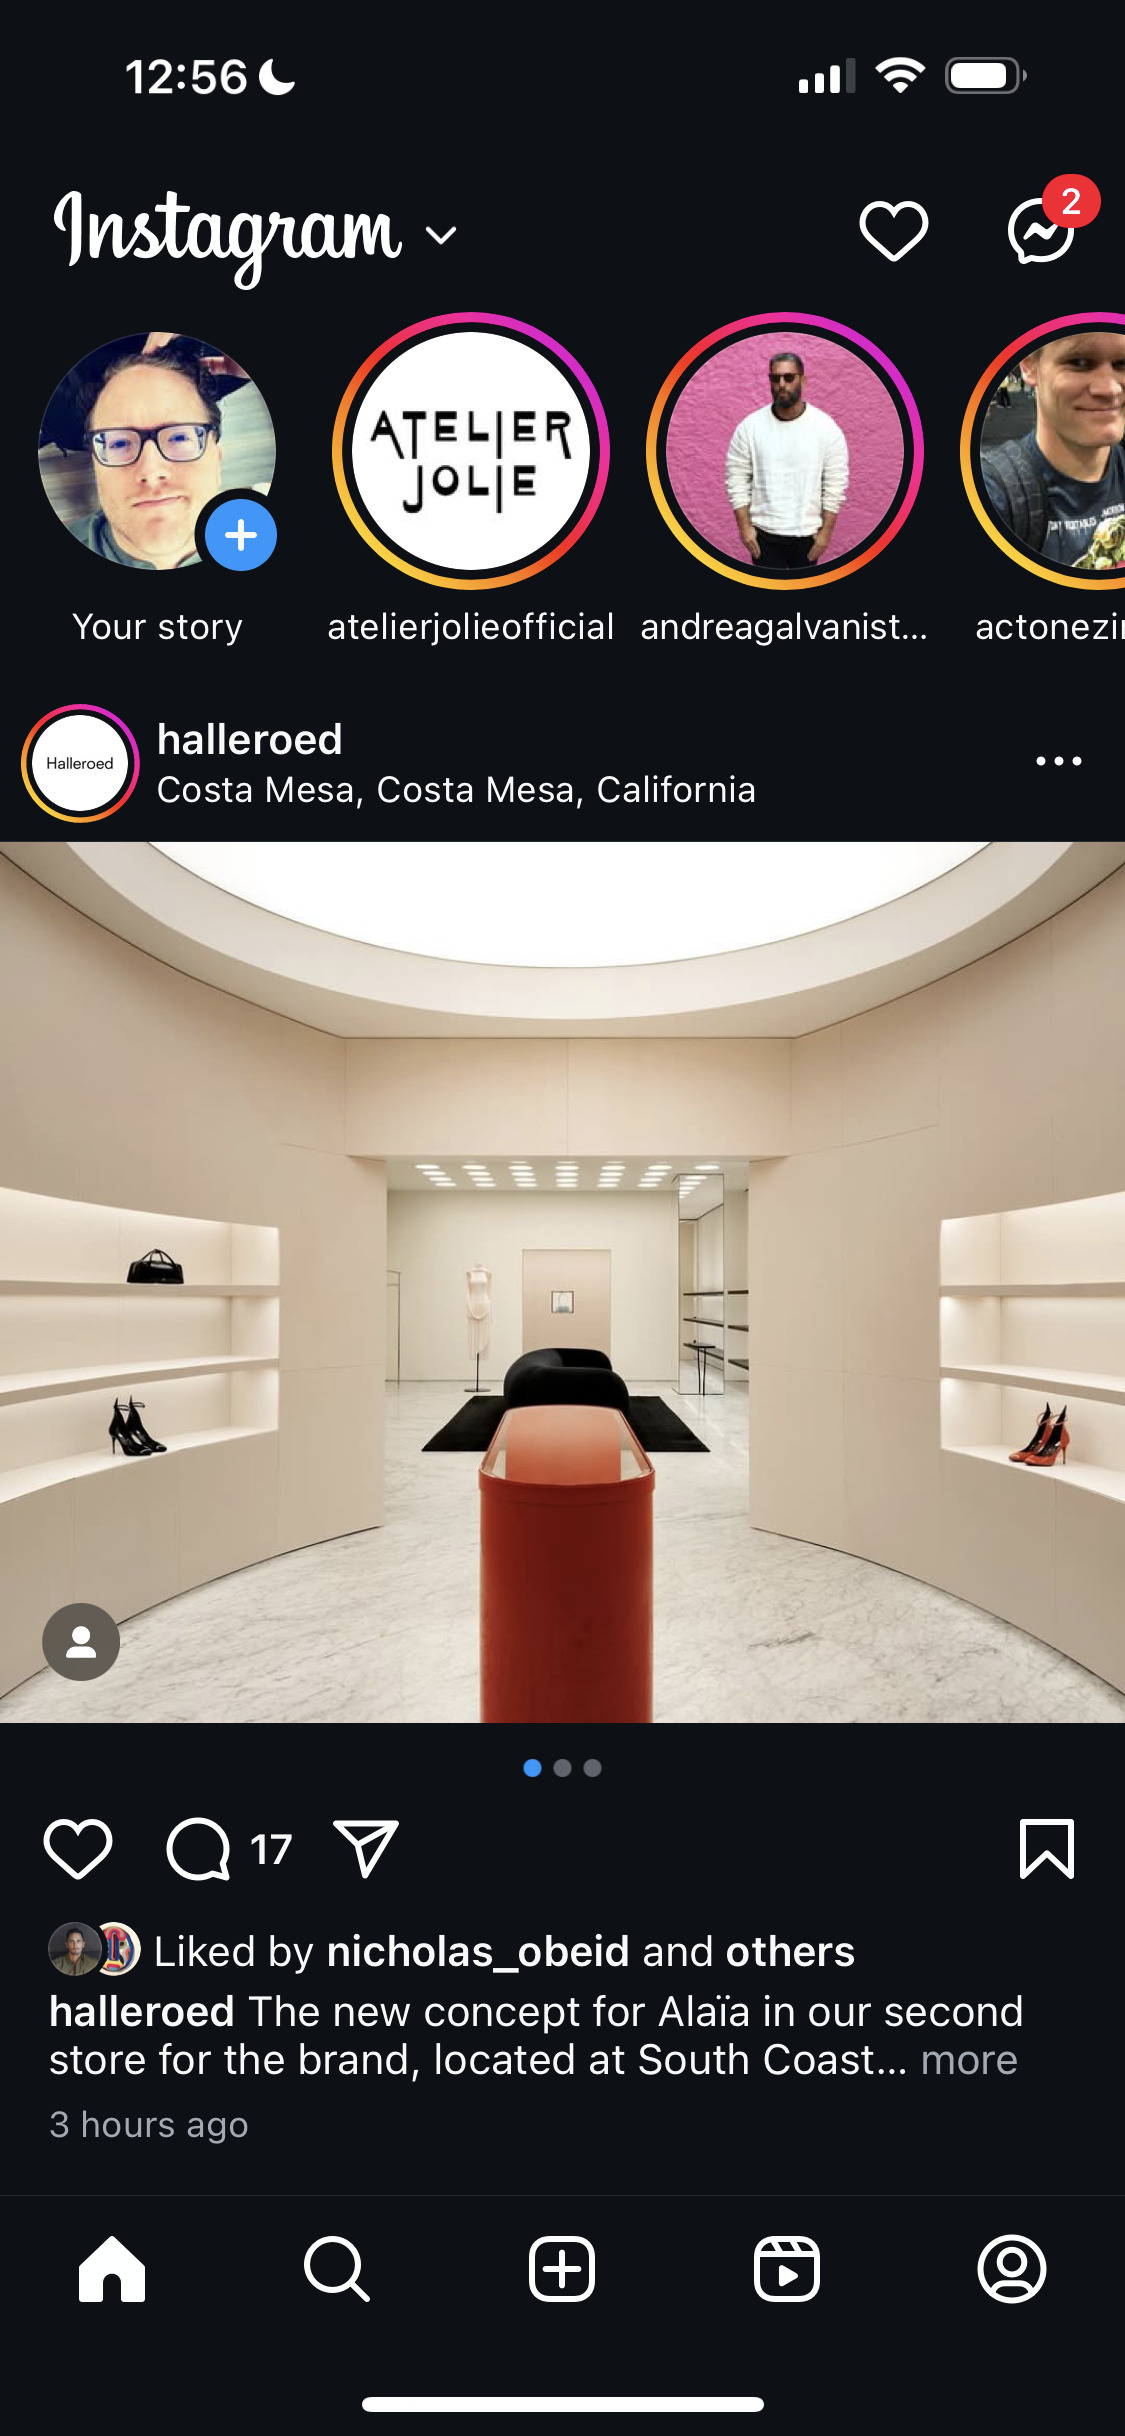 12:56
Instagram
2
ATELIER
JOLIE
Your story
atelierjolieofficial
andreagalvanist...
actonezi
Halleroed
halleroed
Costa Mesa, Costa Mesa, California
17
Liked by nicholas_obeid and others
halleroed The new concept for Alaïa in our second
store for the brand, located at South Coast... more
3 hours ago